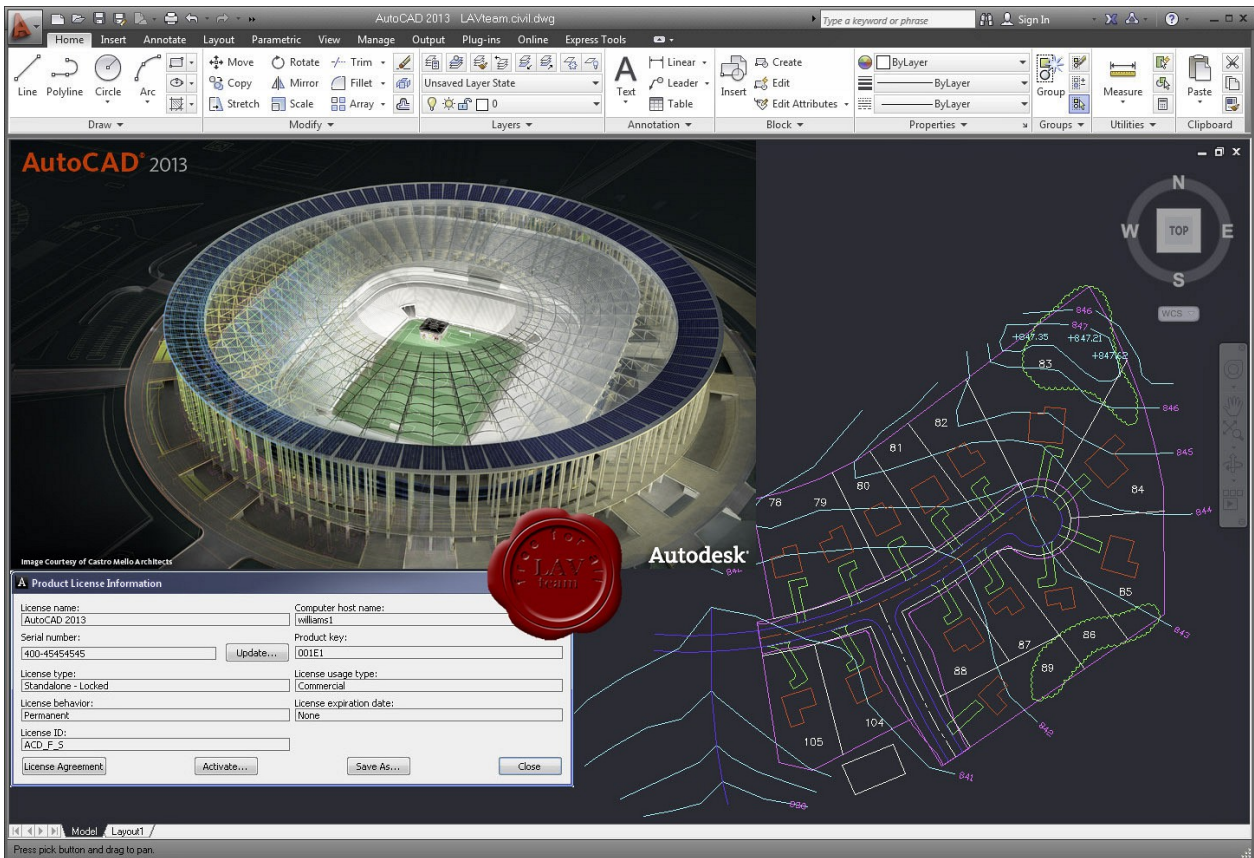 AutoCAD 2013 LAVteam.civil.dwg
Type a keyword or phrase
Sign In
Home Insert Annotate Layout Parametric View Manage Output Plug-ins Online Express Tools
Line Polyline Circle Arc
Move Rotate Trim
Copy Mirror Fillet
Stretch Scale Array
Unsaved Layer State
0
Text
Linear
Leader
Table
Insert
Create
Edit
Edit Attributes
ByLayer
ByLayer
ByLayer
Group
Measure
Paste
Draw Modify Layers Annotation Block Properties Groups Utilities Clipboard
AutoCAD® 2013
N
W TOP E
S
WCS
846
847
+847.35 +847.21
+847.62
83
846
82
845
81
80
84
78 79
844
Image Courtesy of Castro Mello Architects
Autodesk®
LAV
team
85
843
86
87
88 89
842
104
105
841
Product License Information
License name:
AutoCAD 2013
Computer host name:
williams1
Serial number:
400-45454545
Update...
Product key:
001E1
License type:
Standalone - Locked
License usage type:
Commercial
License behavior:
Permanent
License expiration date:
None
License ID:
ACD_F_S
License Agreement Activate... Save As... Close
Model Layout1
Press pick button and drag to pan.